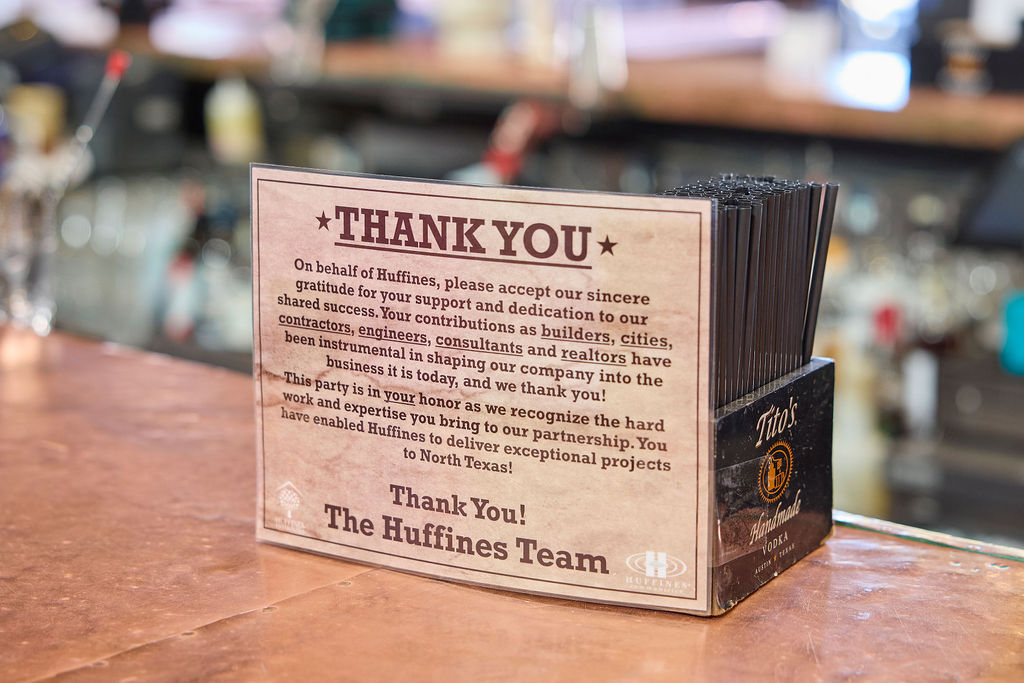 THANK YOU
On behalf of Huffines, please accept our sincere
gratitude for your support and dedication to our
shared success. Your contributions as builders, cities,
contractors, engineers, consultants and realtors have
been instrumental in shaping our company into the
business it is today, and we thank you!
This party is in your honor as we recognize the hard
work and expertise you bring to our partnership. You
have enabled Huffines to deliver exceptional projects
to North Texas!
Thank You!
The Huffines Team
HUFFINES
H
HUFFINES
Tito's
Handmade
VODKA
AUSTIN TEXAS